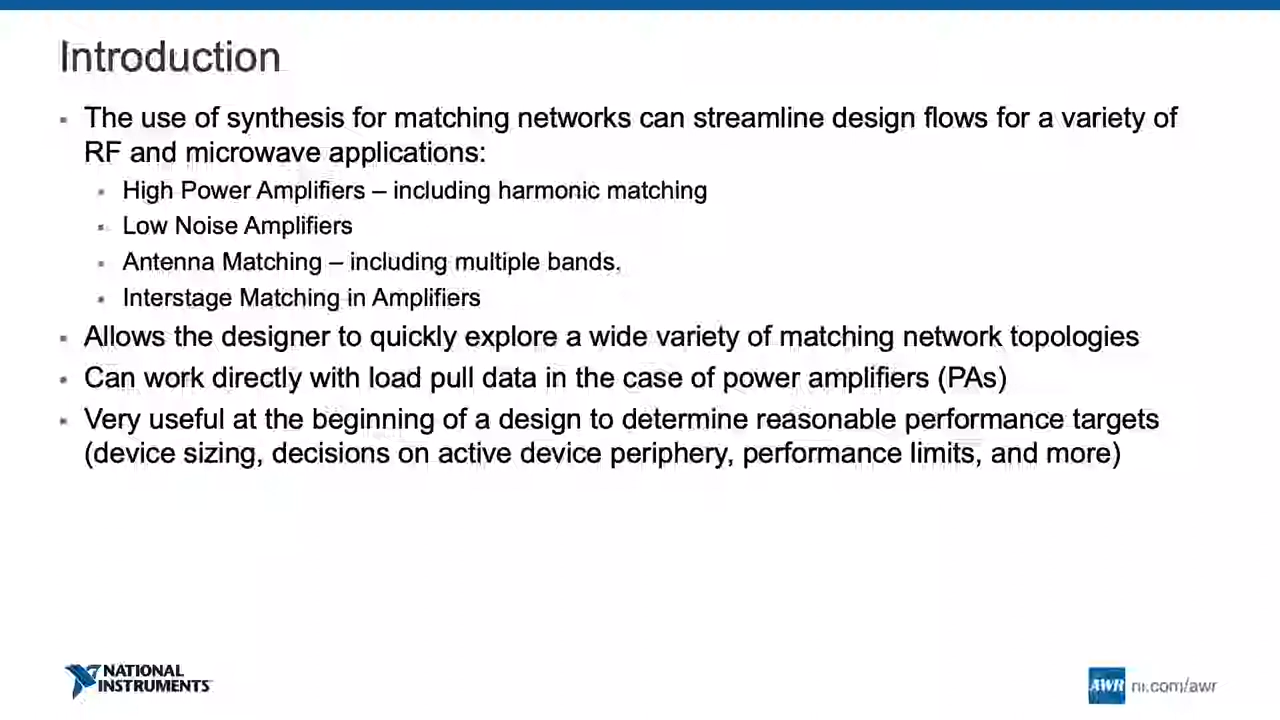 Introduction
The use of synthesis for matching networks can streamline design flows for a variety of
RF and microwave applications:
High Power Amplifiers – including harmonic matching
Low Noise Amplifiers
Antenna Matching – including multiple bands.
Interstage Matching in Amplifiers
Allows the designer to quickly explore a wide variety of matching network topologies
Can work directly with load pull data in the case of power amplifiers (PAs)
Very useful at the beginning of a design to determine reasonable performance targets
(device sizing, decisions on active device periphery, performance limits, and more)
NATIONAL
INSTRUMENTS
AWR ni.com/awr